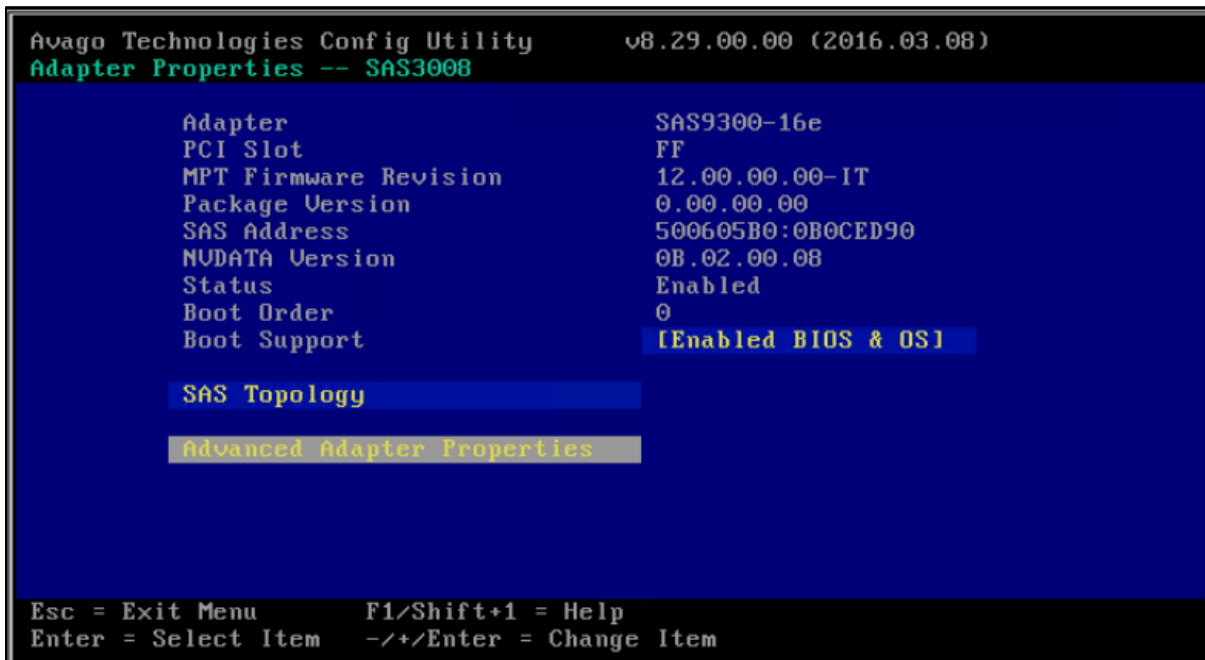 Avago Technologies Config Utility v8.29.00.00 (2016.03.08)
Adapter Properties -- SAS3008
Adapter SAS9300-16e
PCI Slot FF
MPT Firmware Revision 12.00.00.00-IT
Package Version 0.00.00.00
SAS Address 500605B0:0B0CED90
NVDATA Version 0B.02.00.08
Status Enabled
Boot Order 0
Boot Support [Enabled BIOS & OS]
SAS Topology
Advanced Adapter Properties
Esc = Exit Menu F1/Shift+1 = Help
Enter = Select Item -/+/Enter = Change Item